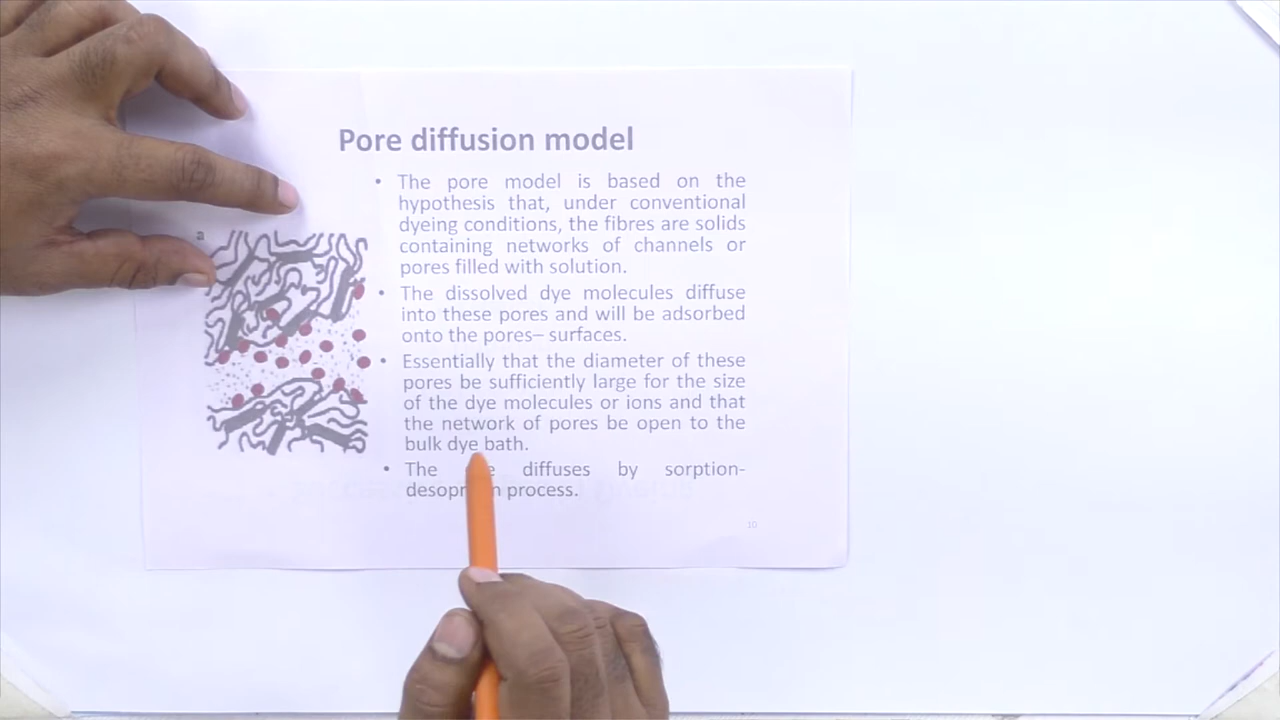 Pore diffusion model
• The pore model is based on the
hypothesis that, under conventional
dyeing conditions, the fibres are solids
containing networks of channels or
pores filled with solution.
• The dissolved dye molecules diffuse
into these pores and will be adsorbed
onto the pores– surfaces.
• Essentially that the diameter of these
pores be sufficiently large for the size
of the dye molecules or ions and that
the network of pores be open to the
bulk dye bath.
• The diffuses by sorption-
process.
a
10